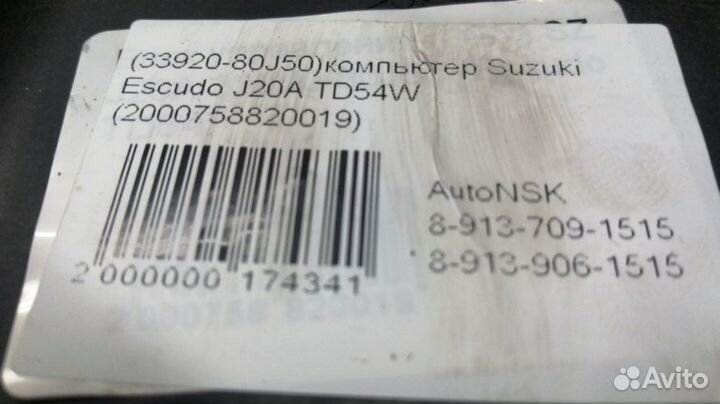 (33920-80J50)компьютер Suzuki
Escudo J20A TD54W
(2000758820019)
AutoNSK
8-913-709-1515
8-913-906-1515
2 000000 174341
Avito